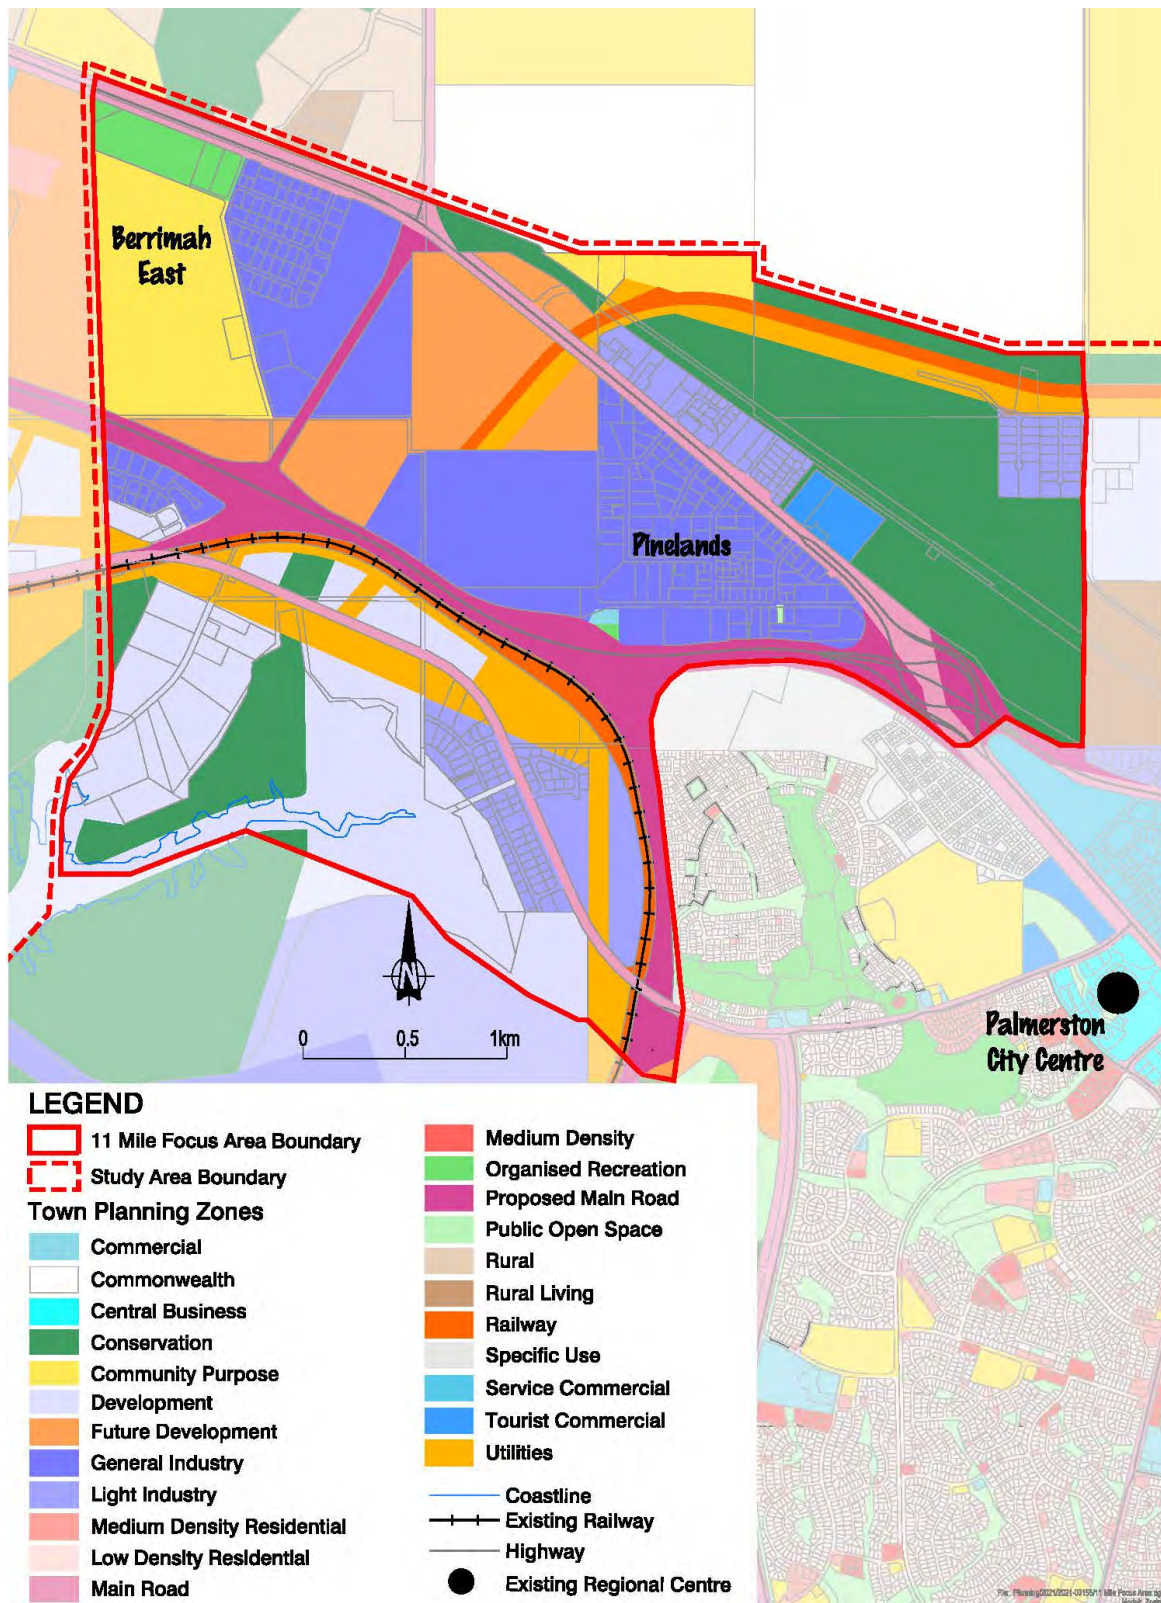 Berrimah
East
Pinelands
N
0 0.5 1km
Palmerston
City Centre
LEGEND
11 Mile Focus Area Boundary
Study Area Boundary
Town Planning Zones
Commercial
Commonwealth
Central Business
Conservation
Community Purpose
Development
Future Development
General Industry
Light Industry
Medium Density Residential
Low Density Residential
Main Road
Medium Density
Organised Recreation
Proposed Main Road
Public Open Space
Rural
Rural Living
Railway
Specific Use
Service Commercial
Tourist Commercial
Utilities
Coastline
Existing Railway
Highway
Existing Regional Centre